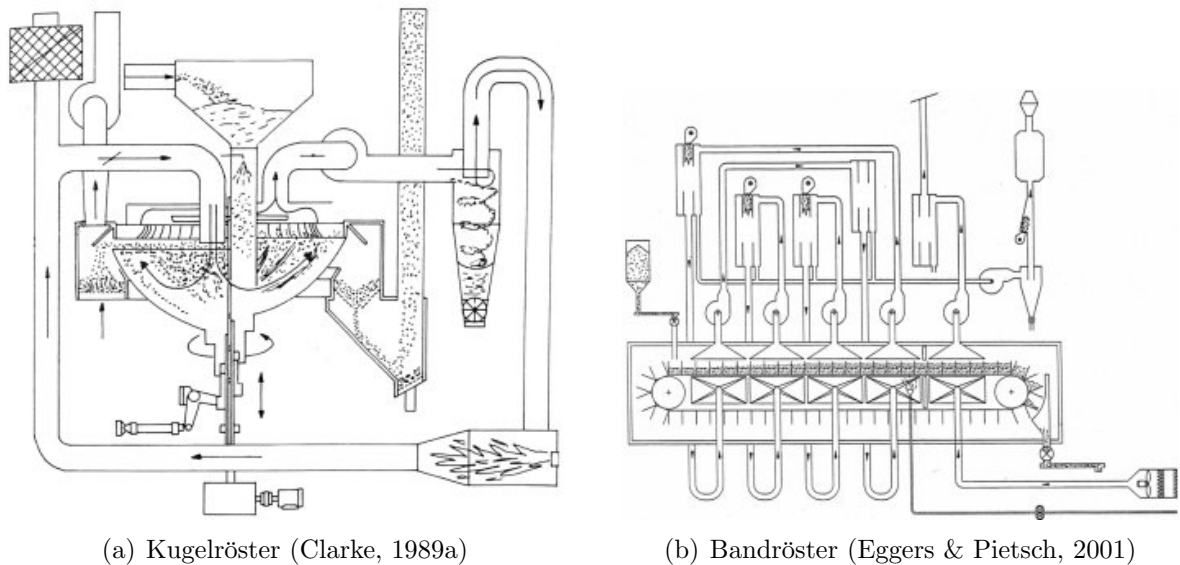 (a) Kugelröster (Clarke, 1989a)
(b) Bandröster (Eggers & Pietsch, 2001)